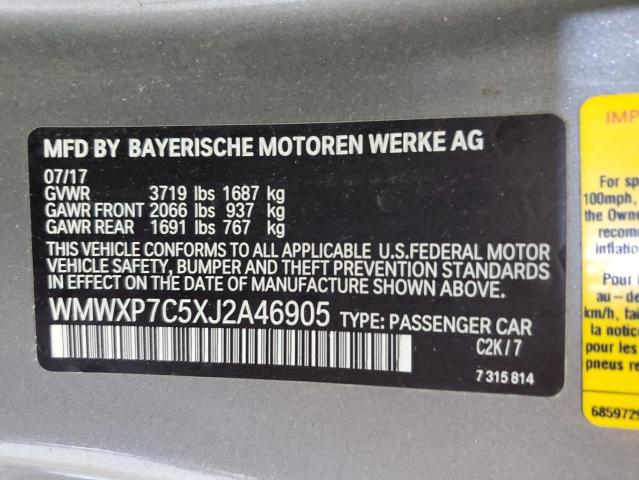 MFD BY BAYERISCHE MOTOREN WERKE AG
07/17
GVWR 3719 lbs 1687 kg
GAWR FRONT 2066 lbs 937 kg
GAWR REAR 1691 lbs 767 kg
THIS VEHICLE CONFORMS TO ALL APPLICABLE U.S.FEDERAL MOTOR
VEHICLE SAFETY, BUMPER AND THEFT PREVENTION STANDARDS
IN EFFECT ON THE DATE OF MANUFACTURE SHOWN ABOVE.
WMWXP7C5XJ2A46905 TYPE: PASSENGER CAR
C2K / 7
7 315 814
IMP
For sp
100mph,
the Owne
recom
inflatio
Pour
au-de
km/h, fai
la notic
pour les
pneus re
6859729